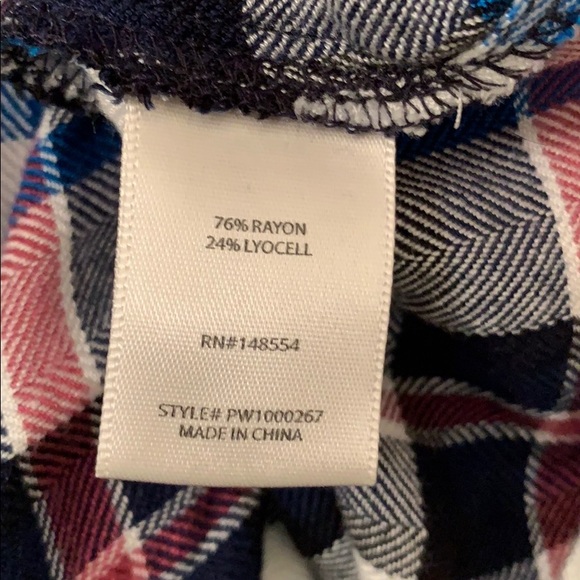 76% RAYON
24% LYOCELL
RN#148554
STYLE# PW1000267
MADE IN CHINA